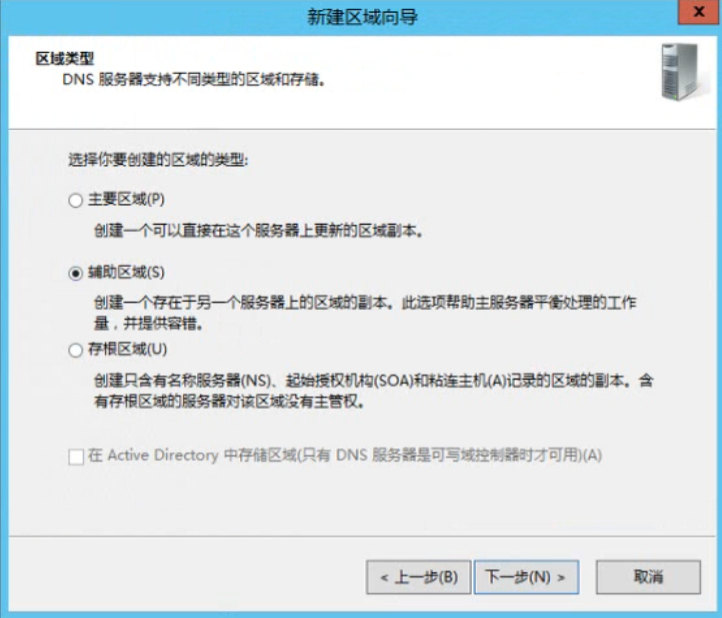 新建区域向导
x
区域类型
DNS 服务器支持不同类型的区域和存储。
选择你要创建的区域的类型:
主要区域(P)
创建一个可以直接在这个服务器上更新的区域副本。
辅助区域(S)
创建一个存在于另一个服务器上的区域的副本。此选项帮助主服务器平衡处理的工作
量，并提供容错。
存根区域(U)
创建只含有名称服务器(NS)、起始授权机构(SOA)和粘连主机(A)记录的区域的副本。含
有存根区域的服务器对该区域没有主管权。
在 Active Directory 中存储区域(只有 DNS 服务器是可写域控制器时才可用)(A)
< 上一步(B) 下一步(N) > 取消